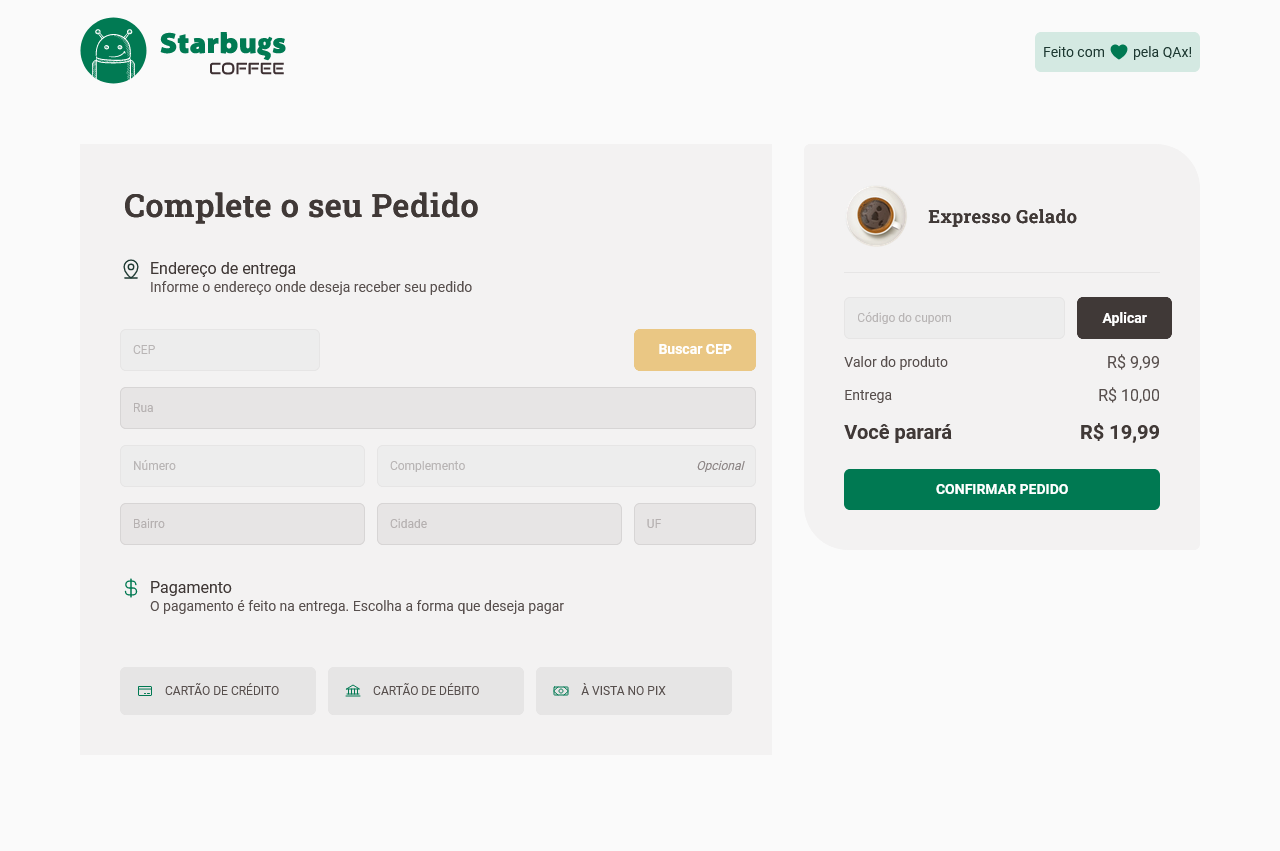 Starbugs
COFFEE
Feito com pela QAx!
Complete o seu Pedido
Endereço de entrega
Informe o endereço onde deseja receber seu pedido
CEP
Buscar CEP
Rua
Número
Complemento
Opcional
Bairro
Cidade
UF
Pagamento
O pagamento é feito na entrega. Escolha a forma que deseja pagar
CARTÃO DE CRÉDITO
CARTÃO DE DÉBITO
À VISTA NO PIX
Expresso Gelado
Código do cupom
Aplicar
Valor do produto R$ 9,99
Entrega R$ 10,00
Você parará R$ 19,99
CONFIRMAR PEDIDO